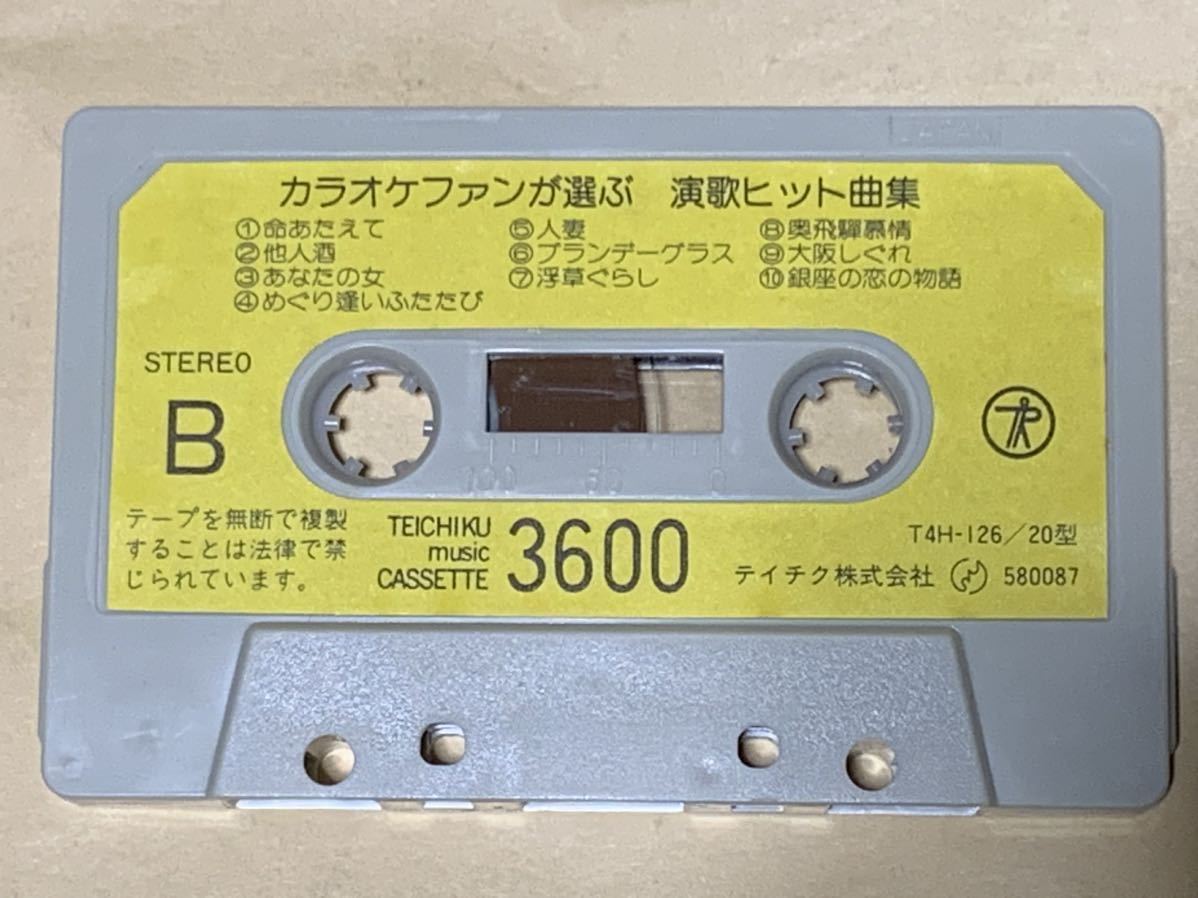 JAPAN
カラオケファンが選ぶ 演歌ヒット曲集
①命あたえて
②他人酒
③あなたの女
④めぐり逢いふたたび
⑤人妻
⑥ブランデーグラス
⑦浮草ぐらし
⑧奥飛騨慕情
⑨大阪しぐれ
⑩銀座の恋の物語
STEREO
B
100 50 0
テープを無断で複製
することは法律で禁
じられています。
TEICHIKU
music
CASSETTE
3600
T4H-126/20型
テイチク株式会社 580087